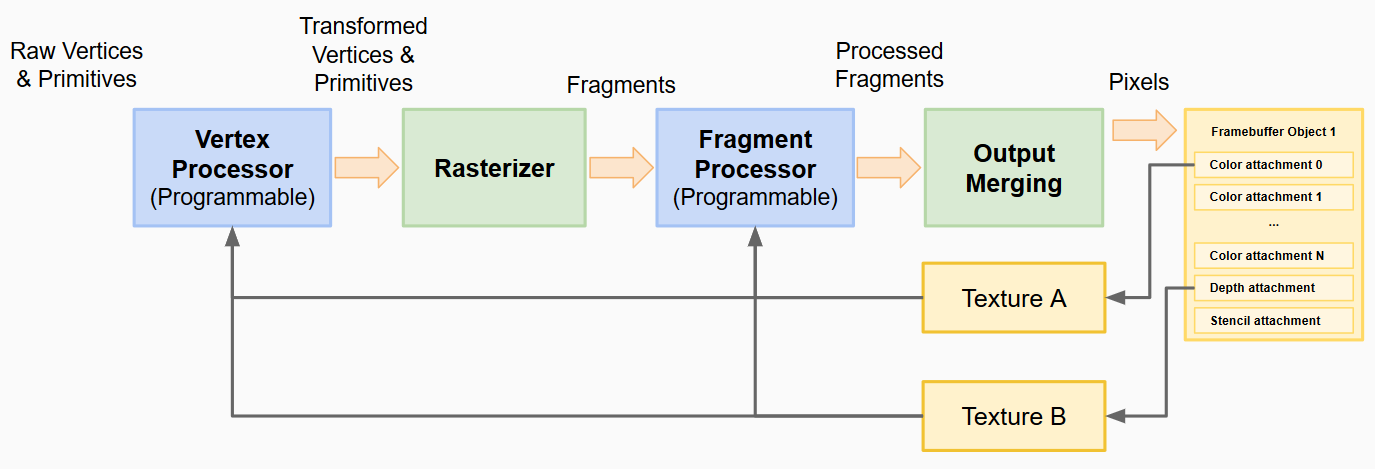 Raw Vertices
& Primitives
Transformed
Vertices &
Primitives
Fragments
Processed
Fragments
Pixels
Vertex
Processor
(Programmable)
Rasterizer
Fragment
Processor
(Programmable)
Output
Merging
Framebuffer Object 1
Color attachment 0
Color attachment 1
...
Color attachment N
Depth attachment
Stencil attachment
Texture A
Texture B